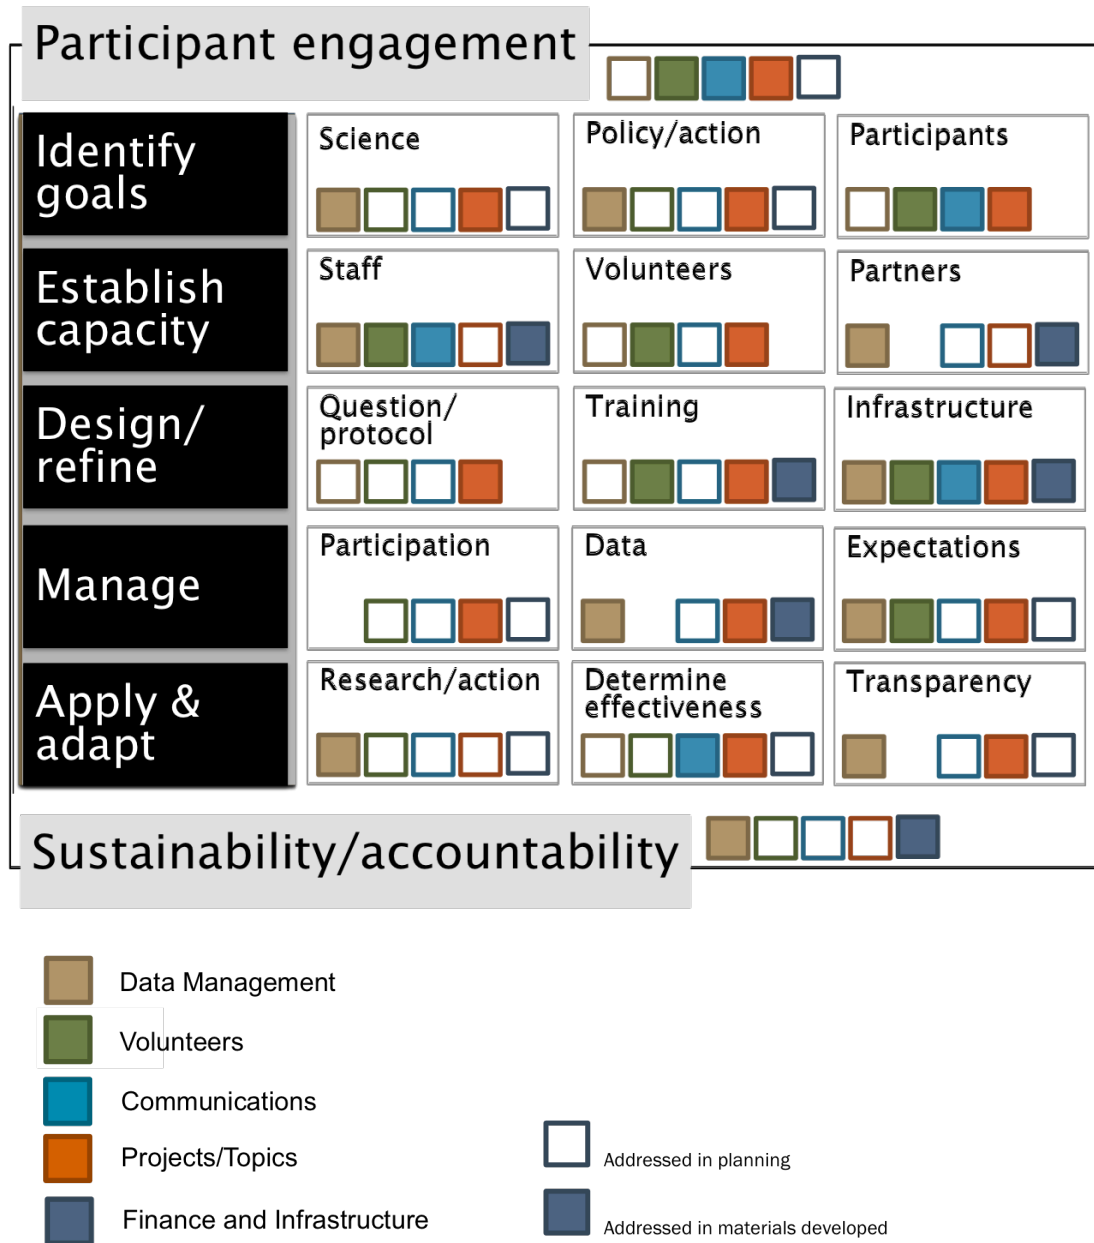 Participant engagement
Identify
goals
Science
Policy/action
Participants
Establish
capacity
Staff
Volunteers
Partners
Design/
refine
Question/
protocol
Training
Infrastructure
Manage
Participation
Data
Expectations
Apply &
adapt
Research/action
Determine
effectiveness
Transparency
Sustainability/accountability
Data Management
Volunteers
Communications
Projects/Topics
Finance and Infrastructure
Addressed in planning
Addressed in materials developed